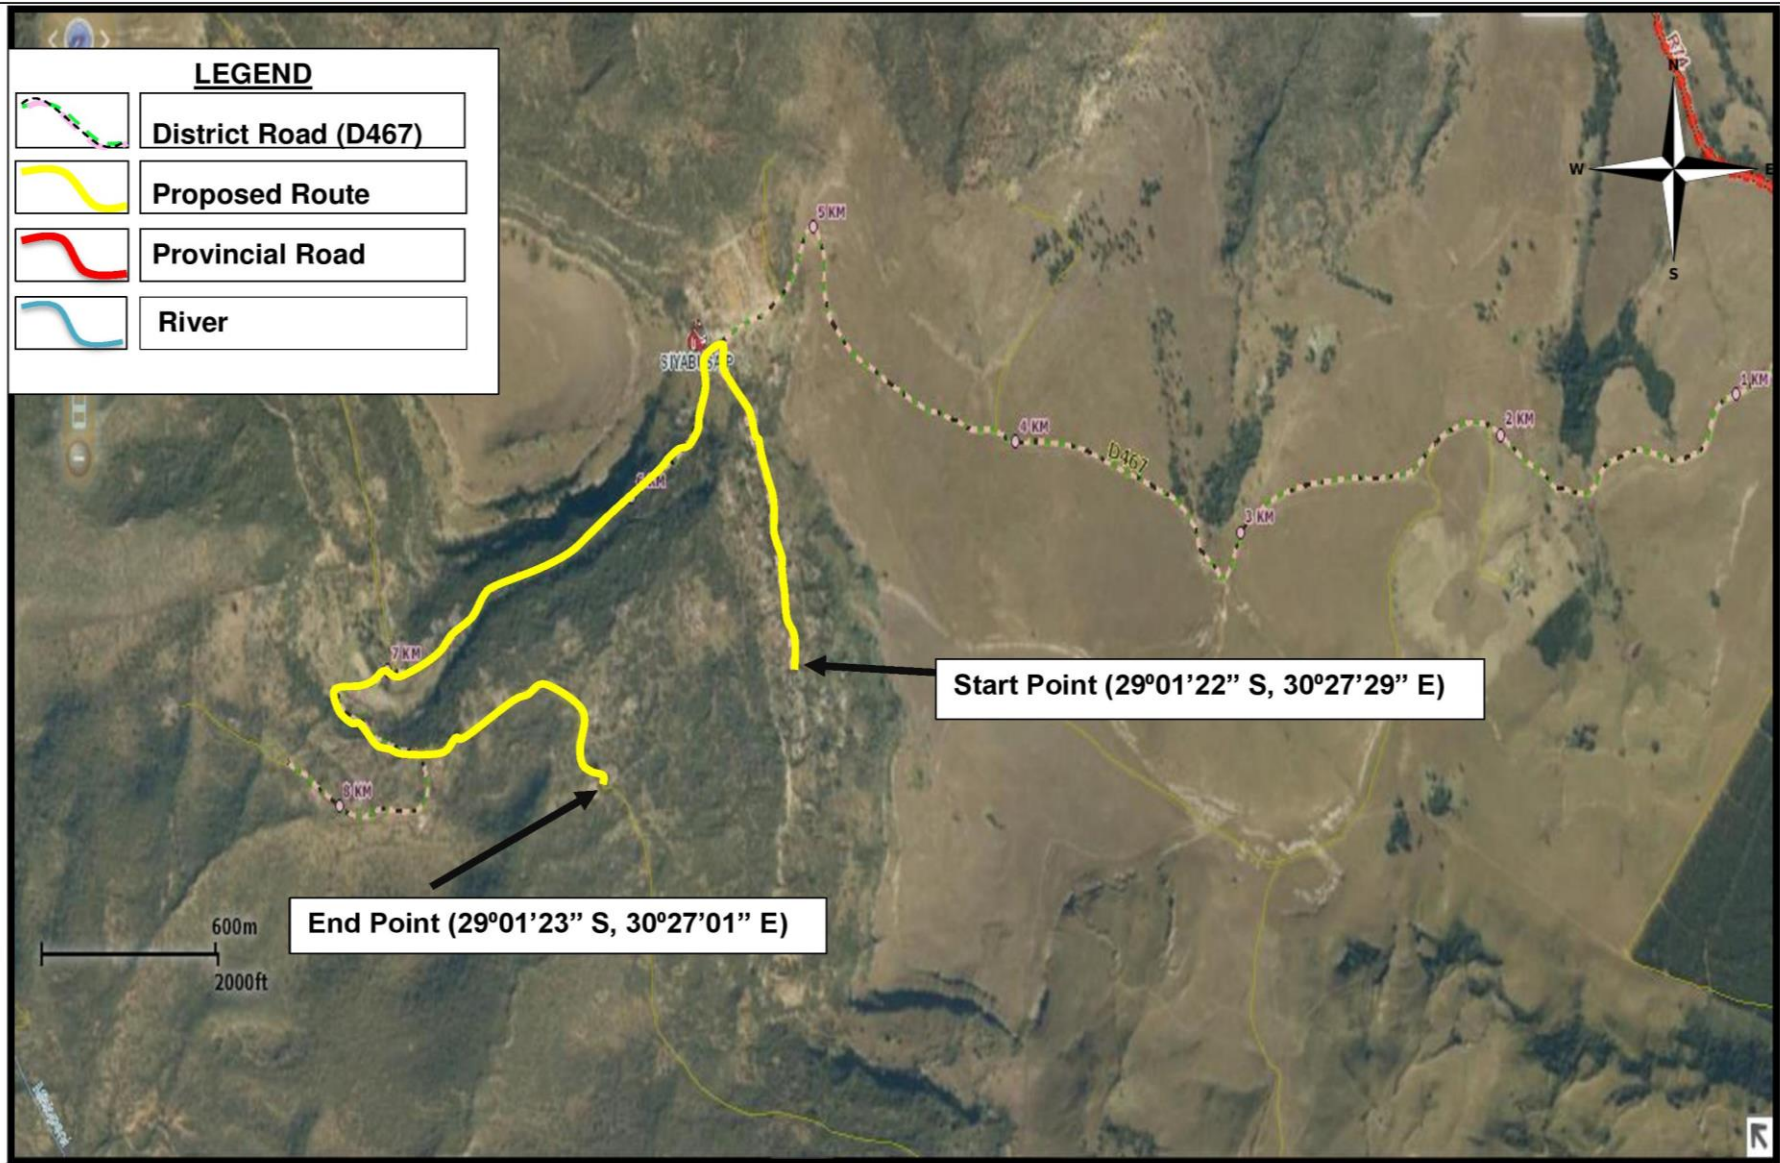 LEGEND
District Road (D467)
Proposed Route
Provincial Road
River
N
W
E
S
5 KM
1 KM
2 KM
4 KM
D467
3 KM
7 KM
8 KM
Start Point (29º01’22” S, 30º27’29” E)
End Point (29º01’23” S, 30º27’01” E)
600m
2000ft